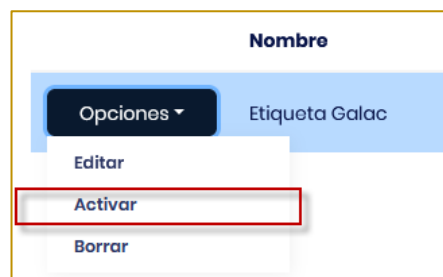 Nombre
Opciones Etiqueta Galac
Editar
Activar
Borrar